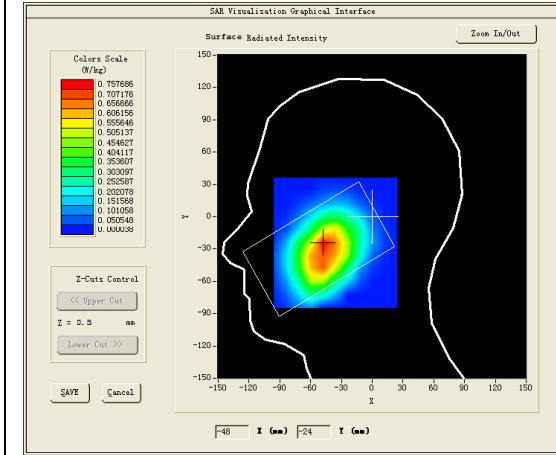 SAR Visualisation Graphical Interface
Surface Radiated Intensity
Zoom In/Out
Colors Scale
(W/kg)
0.757686
0.707176
0.656666
0.606156
0.555646
0.505137
0.454627
0.404117
0.353607
0.303097
0.252587
0.202078
0.151568
0.101058
0.050548
0.000038
150
120
90
60
30
0
-30
-60
-90
-120
-150
Y
-150 -120 -90 -60 -30 0 30 60 90 120 150
X
Z-Cuts Control
<< Upper Cut
Z = 0.5 mm
Lower Cut >>
SAVE Cancel
-48 X (mm) -24 Y (mm)